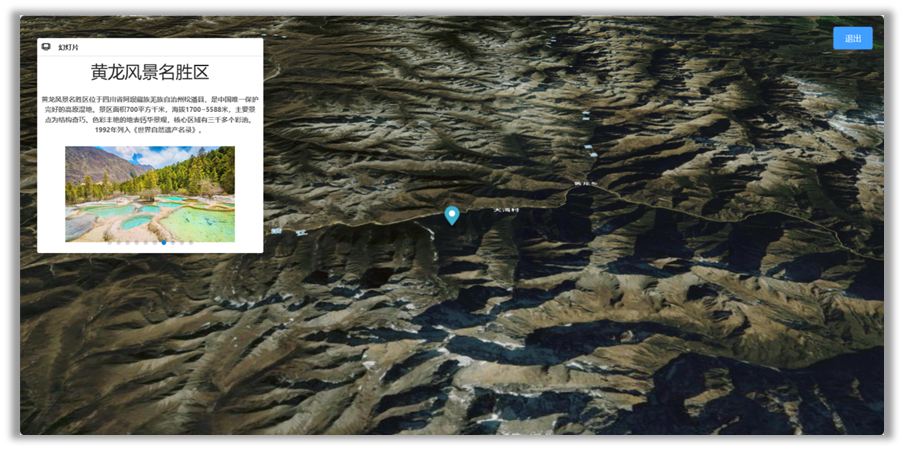 幻灯片
退出
黄龙风景名胜区
黄龙风景名胜区位于四川省阿坝藏族羌族自治州松潘县，是中国唯一保护
完好的高原湿地。景区面积700平方千米，海拔1700-5588米。主要景
点为结构奇巧、色彩丰艳的地表钙华景观，核心区域有三千多个彩池。
1992年列入《世界自然遗产名录》。
大湾村